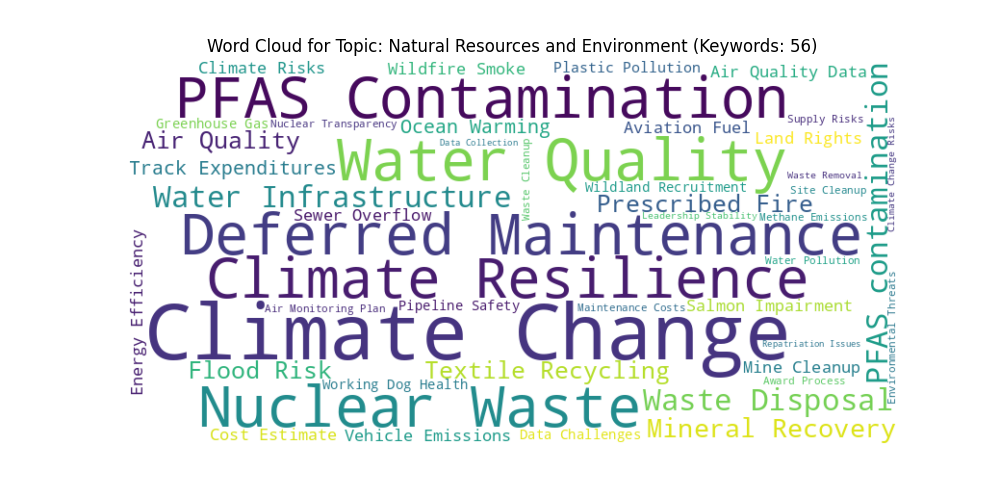 Word Cloud for Topic: Natural Resources and Environment (Keywords: 56)
Climate Risks
Wildfire Smoke
Plastic Pollution
Air Quality Data
PFAS Contamination
Greenhouse Gas
Nuclear Transparency
Ocean Warming
Aviation Fuel
Supply Risks
Land Rights
Air Quality
Data Collection
Water Quality
Track Expenditures
Waste Cleanup
Waste Removal
Wildland Recruitment
Site Cleanup
Water Infrastructure
Prescribed Fire
Sewer Overflow
Leadership Stability
Methane Emissions
Deferred Maintenance
Climate Change Risks
PFAS contamination
Water Pollution
Climate Resilience
Energy Efficiency
Environmental Threats
Air Monitoring Plan
Pipeline Safety
Maintenance Costs
Salmon Impairment
Climate Change
Repatriation Issues
Flood Risk
Textile Recycling
Mine Cleanup
Working Dog Health
Award Process
Nuclear Waste
Waste Disposal
Cost Estimate
Vehicle Emissions
Data Challenges
Mineral Recovery